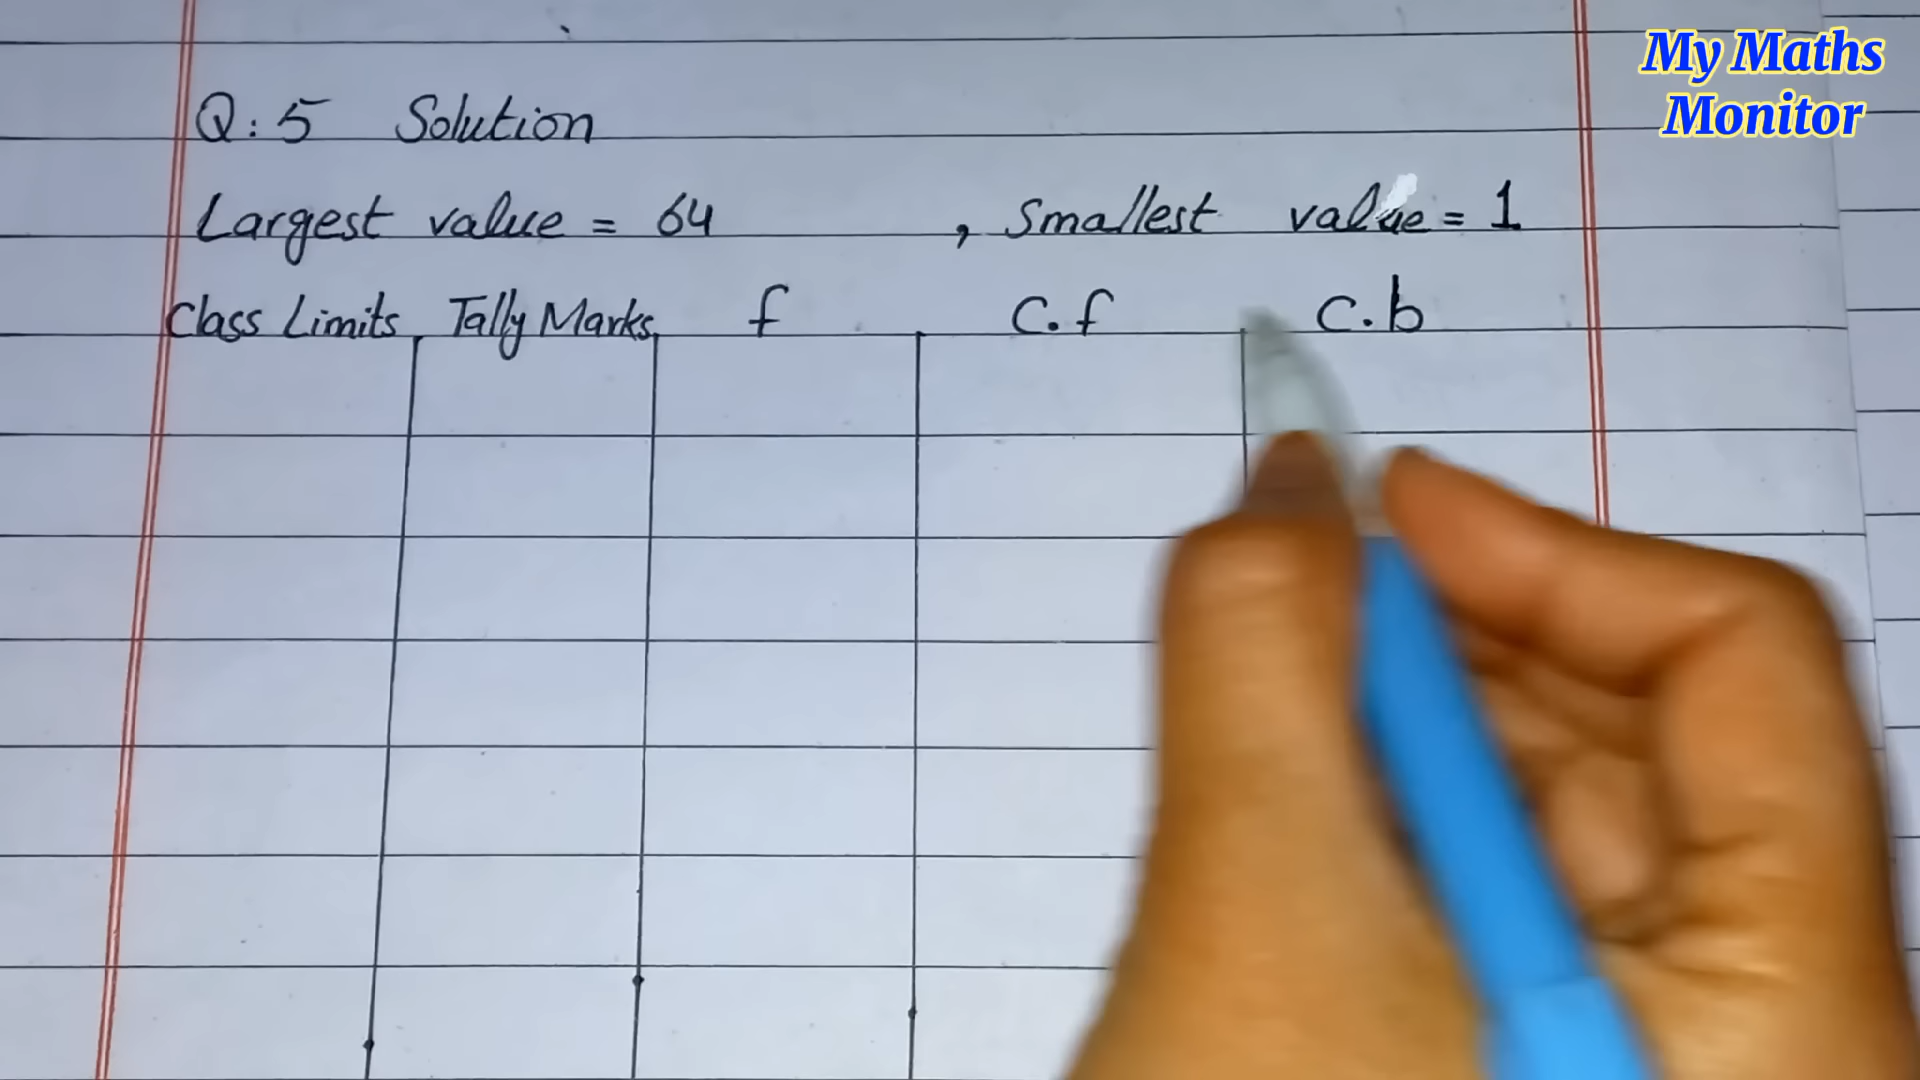 My Maths
Monitor
Q:5 Solution
Largest value = 64 , Smallest value = 1
Class Limits Tally Marks f C.f C.b